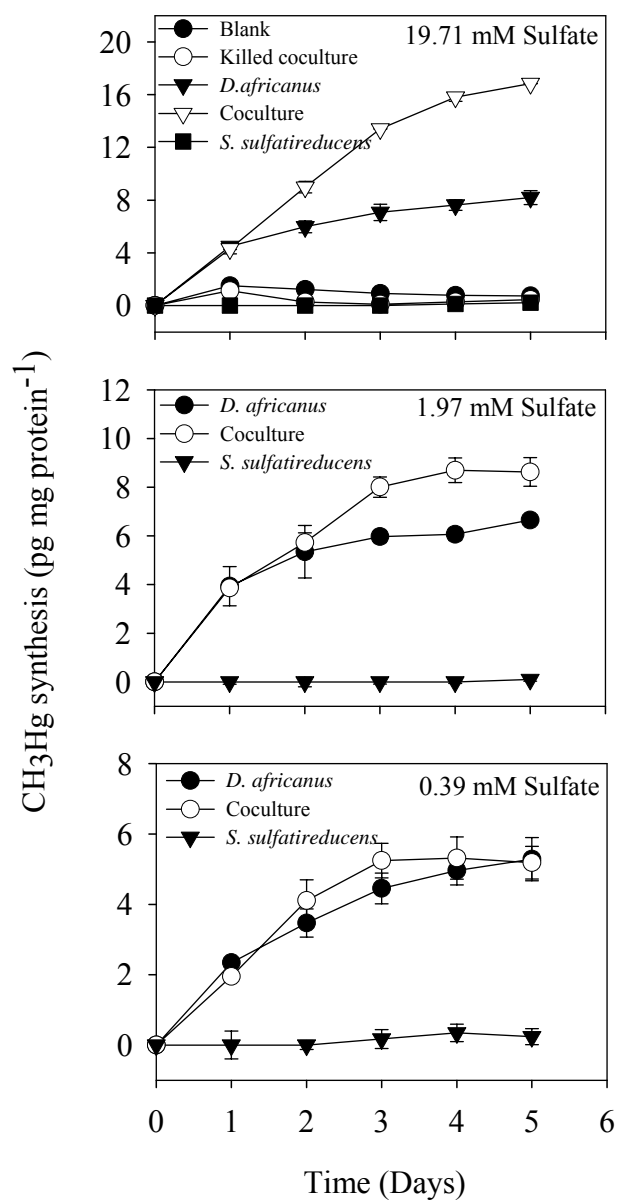 CH3Hg synthesis (pg mg protein-1)
20
16
12
8
4
0
Blank
Killed coculture
D.africanus
Coculture
S. sulfatireducens
19.71 mM Sulfate
12
10
8
6
4
2
0
D. africanus
Coculture
S. sulfatireducens
1.97 mM Sulfate
8
6
4
2
0
D. africanus
Coculture
S. sulfatireducens
0.39 mM Sulfate
0 1 2 3 4 5 6
Time (Days)